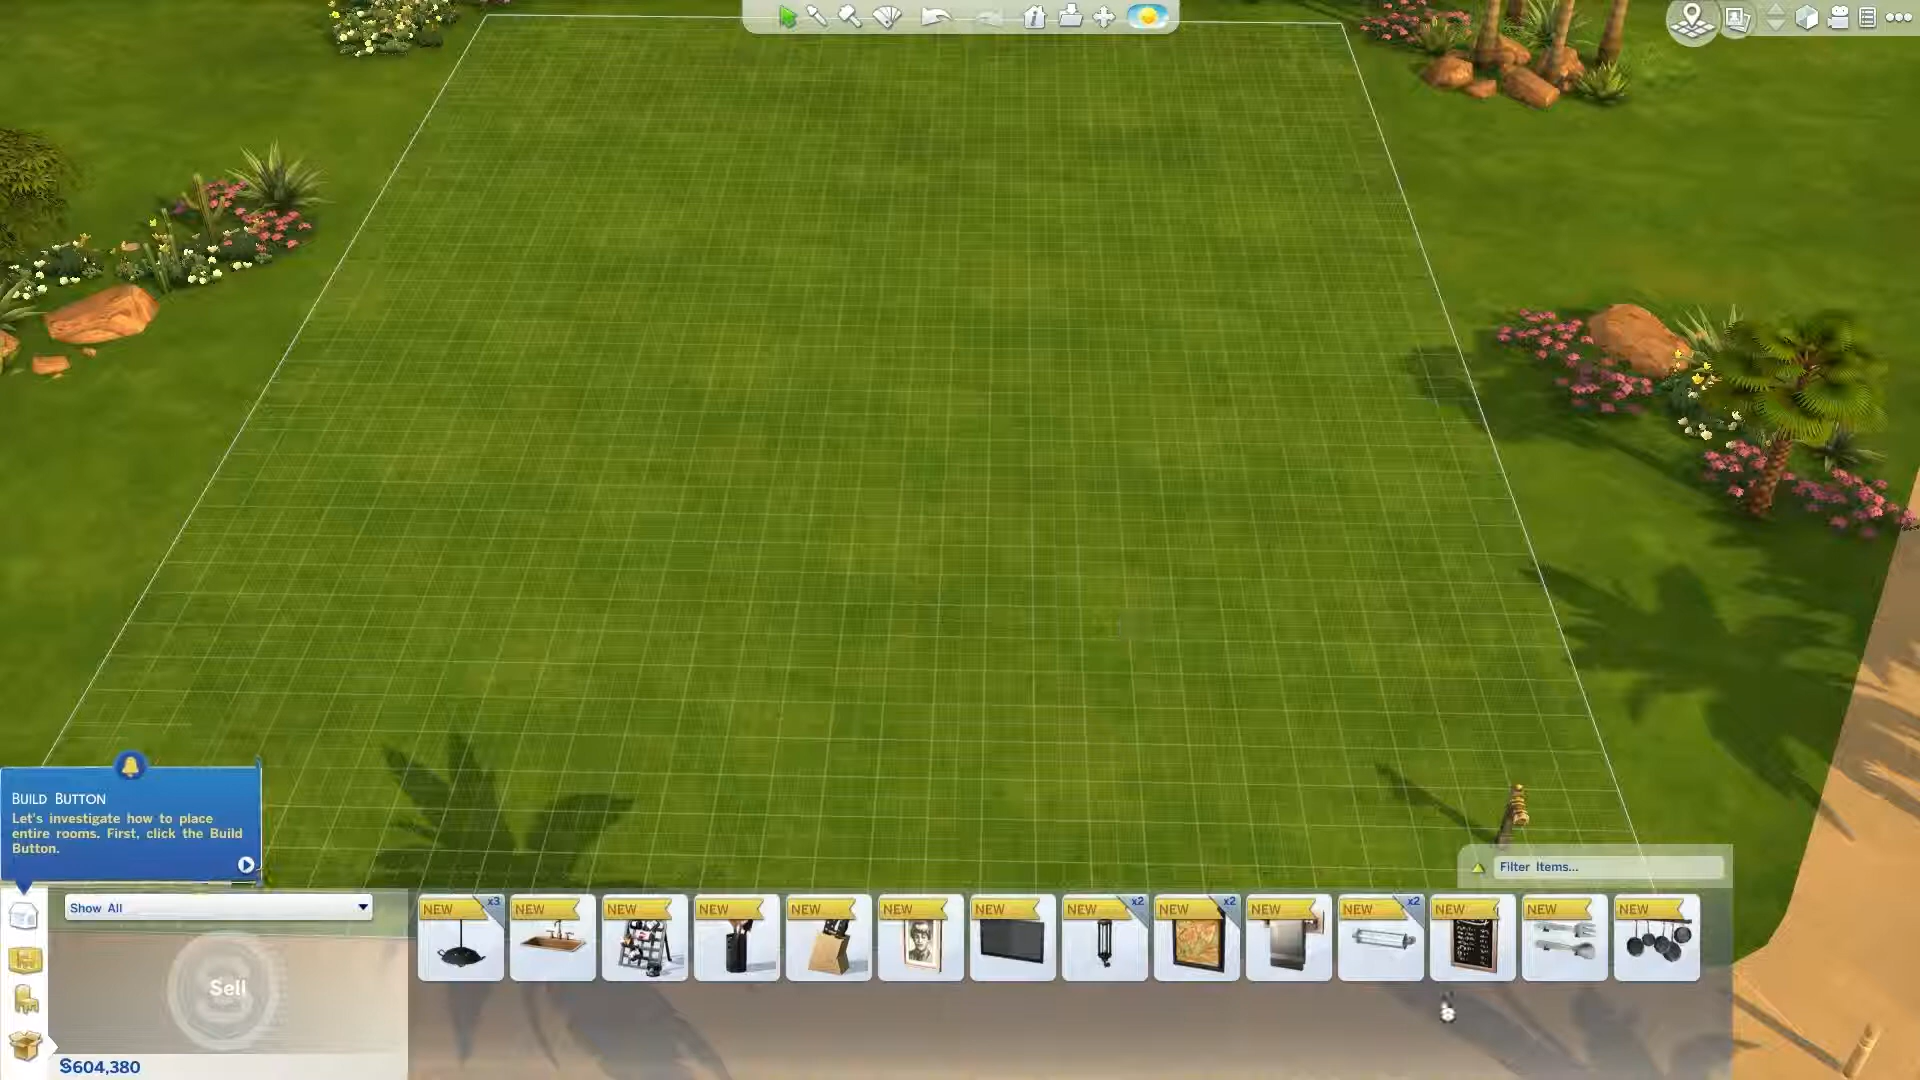 BUILD BUTTON
Let's investigate how to place
entire rooms. First, click the Build
Button.
Filter Items...
Show All
NEW x3
NEW
NEW
NEW
NEW
NEW
NEW
NEW x2
NEW x2
NEW
NEW x2
NEW
NEW
NEW
Sell
§604,380